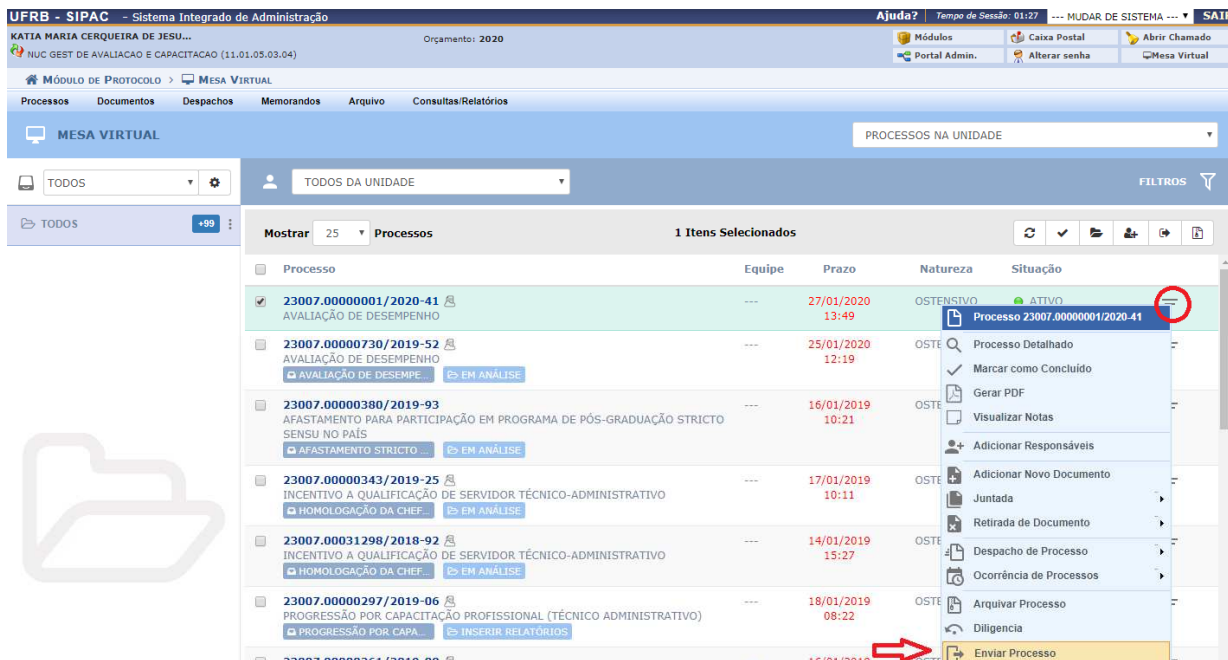 UFRB - SIPAC - Sistema Integrado de Administração
Ajuda? Tempo de Sessão: 01:27 --- MUDAR DE SISTEMA --- SAIR
KATIA MARIA CERQUEIRA DE JESU...
Orçamento: 2020
Módulos Caixa Postal Abrir Chamado
NUC GEST DE AVALIACAO E CAPACITACAO (11.01.05.03.04)
Portal Admin. Alterar senha Mesa Virtual
MÓDULO DE PROTOCOLO > MESA VIRTUAL
Processos Documentos Despachos Memorandos Arquivo Consultas/Relatórios
MESA VIRTUAL
PROCESSOS NA UNIDADE
TODOS
TODOS DA UNIDADE
FILTROS
TODOS +99
Mostrar 25 Processos
1 Itens Selecionados
Processo Equipe Prazo Natureza Situação
23007.00000001/2020-41 --- 27/01/2020 OSTENSIVO ATIVO
AVALIAÇÃO DE DESEMPENHO 13:49
23007.00000730/2019-52 --- 25/01/2020 OSTE
AVALIAÇÃO DE DESEMPENHO 12:19
AVALIAÇÃO DE DESEMPE... EM ANÁLISE
23007.00000380/2019-93 --- 16/01/2019 OSTE
AFASTAMENTO PARA PARTICIPAÇÃO EM PROGRAMA DE PÓS-GRADUAÇÃO STRICTO 10:21
SENSU NO PAÍS
AFASTAMENTO STRICTO ... EM ANÁLISE
23007.00000343/2019-25 --- 17/01/2019 OSTE
INCENTIVO A QUALIFICAÇÃO DE SERVIDOR TÉCNICO-ADMINISTRATIVO 10:11
HOMOLOGAÇÃO DA CHEF... EM ANÁLISE
23007.00031298/2018-92 --- 14/01/2019 OSTE
INCENTIVO A QUALIFICAÇÃO DE SERVIDOR TÉCNICO-ADMINISTRATIVO 15:27
HOMOLOGAÇÃO DA CHEF... EM ANÁLISE
23007.00000297/2019-06 --- 18/01/2019 OSTE
PROGRESSÃO POR CAPACITAÇÃO PROFISSIONAL (TÉCNICO ADMINISTRATIVO) 08:22
PROGRESSÃO POR CAPA... INSERIR RELATÓRIOS
Processo 23007.00000001/2020-41
Processo Detalhado
Marcar como Concluído
Gerar PDF
Visualizar Notas
Adicionar Responsáveis
Adicionar Novo Documento
Juntada
Retirada de Documento
Despacho de Processo
Ocorrência de Processos
Arquivar Processo
Diligencia
Enviar Processo